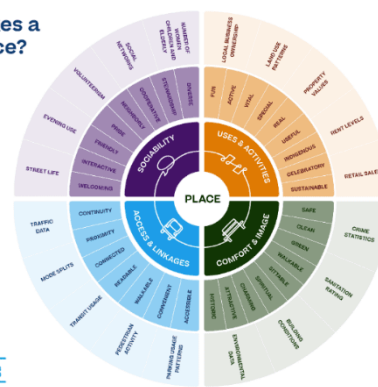 es a
ce?
NUMBER OF
WOMEN
CHILDREN AND
ELDERLY
SOCIAL
NETWORKS
VOLUNTEERISM
EVENING USE
STREET LIFE
LOCAL BUSINESS
OWNERSHIP
LAND USE
PATTERNS
PROPERTY
VALUES
RENT LEVELS
RETAIL SALES
DIVERSE
STEWARDSHIP
COOPERATIVE
NEIGHBORLY
PRIDE
FRIENDLY
INTERACTIVE
WELCOMING
FUN
ACTIVE
VITAL
SPECIAL
REAL
USEFUL
INDIGENOUS
CELEBRATORY
SUSTAINABLE
SOCIABILITY
USES & ACTIVITIES
PLACE
ACCESS & LINKAGES
COMFORT & IMAGE
CONTINUITY
PROXIMITY
CONNECTED
READABLE
WALKABLE
CONVENIENT
ACCESSIBLE
SAFE
CLEAN
GREEN
WALKABLE
SITTABLE
SPIRITUAL
CHARMING
ATTRACTIVE
HISTORIC
TRAFFIC
DATA
MODE SPLITS
TRANSIT USAGE
PEDESTRIAN
ACTIVITY
PARKING USAGE
PATTERNS
CRIME
STATISTICS
SANITATION
RATING
BUILDING
CONDITIONS
ENVIRONMENTAL
DATA